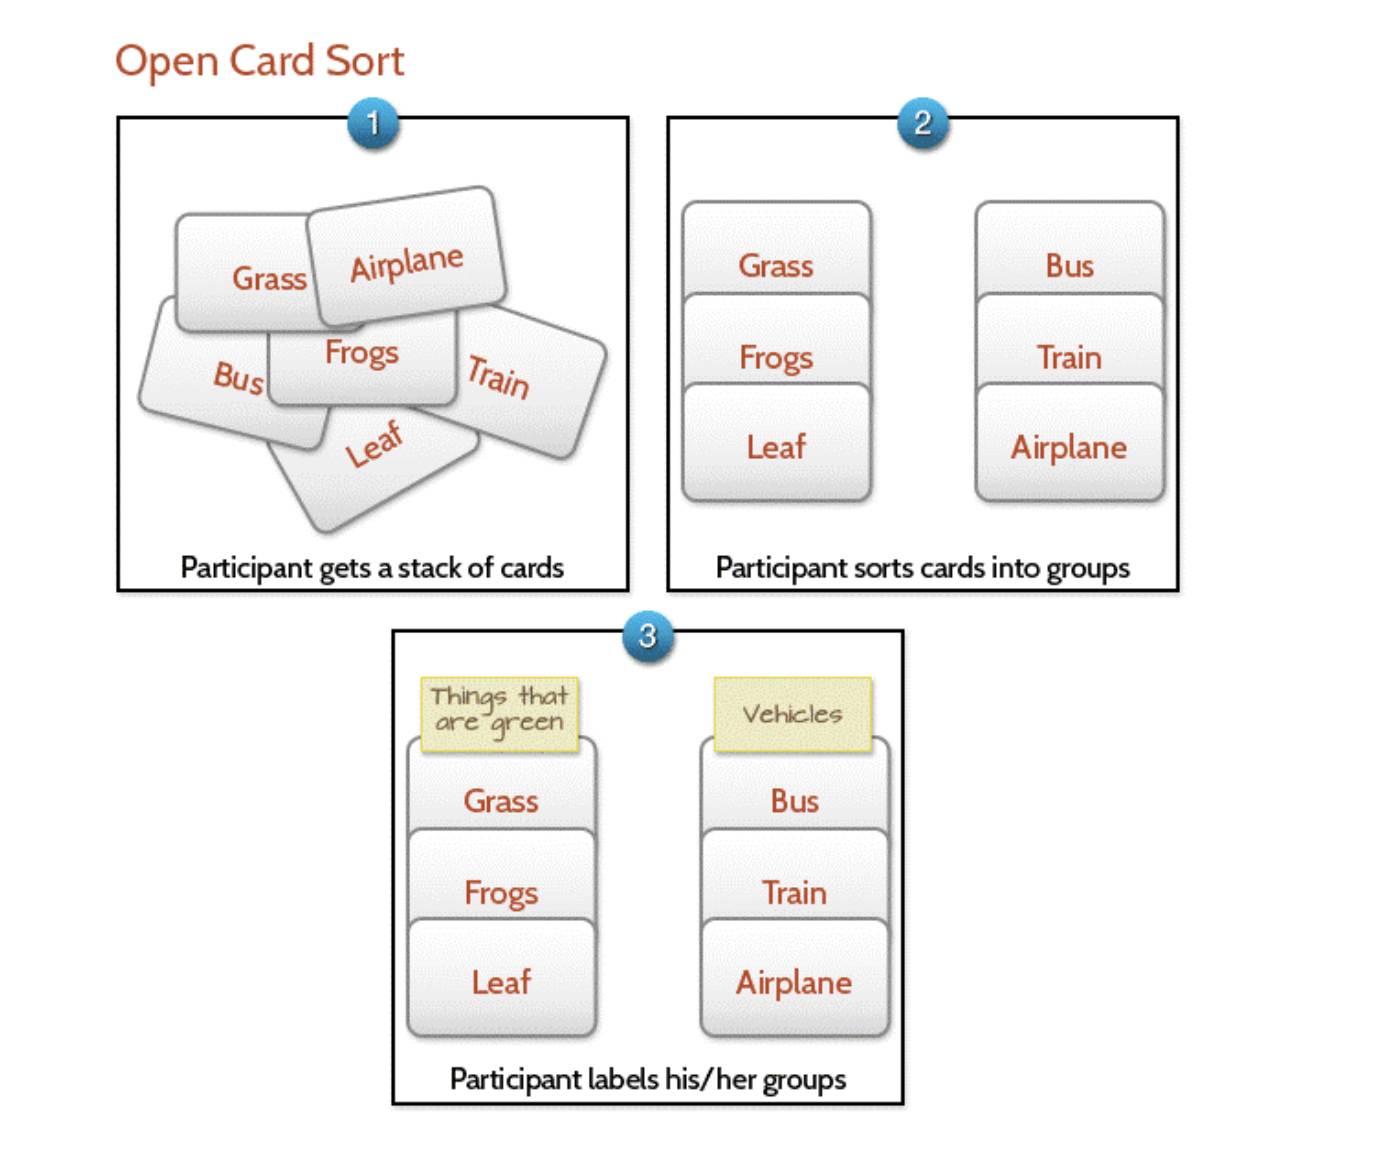 Open Card Sort
1
Grass
Airplane
Frogs
Bus
Train
Leaf
Participant gets a stack of cards
2
Grass
Frogs
Leaf
Bus
Train
Airplane
Participant sorts cards into groups
3
Things that
are green
Grass
Frogs
Leaf
Vehicles
Bus
Train
Airplane
Participant labels his/her groups